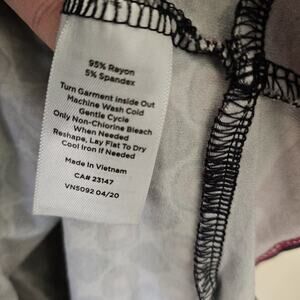 95% Rayon
5% Spandex
Turn Garment Inside Out
Machine Wash Cold
Gentle Cycle
Only Non-Chlorine Bleach
When Needed
Reshape, Lay Flat To Dry
Cool Iron If Needed
Made In Vietnam
CA# 23147
VN5092 04/20